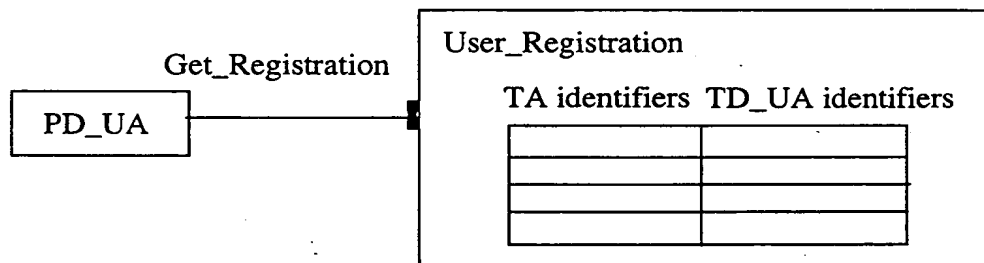 User_Registration
Get_Registration
TA identifiers TD_UA identifiers
PD_UA